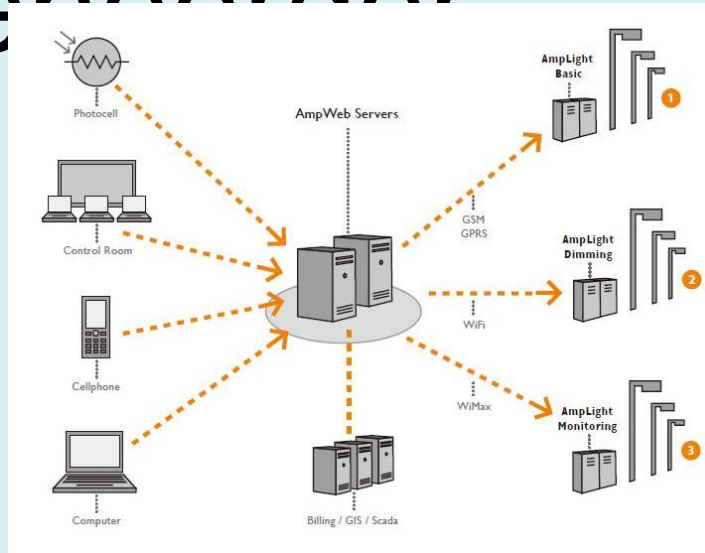 Photocell
Control Room
Cellphone
Computer
AmpWeb Servers
Billing / GIS / Scada
GSM
GPRS
WiFi
WiMax
AmpLight
Basic
1
AmpLight
Dimming
2
AmpLight
Monitoring
3